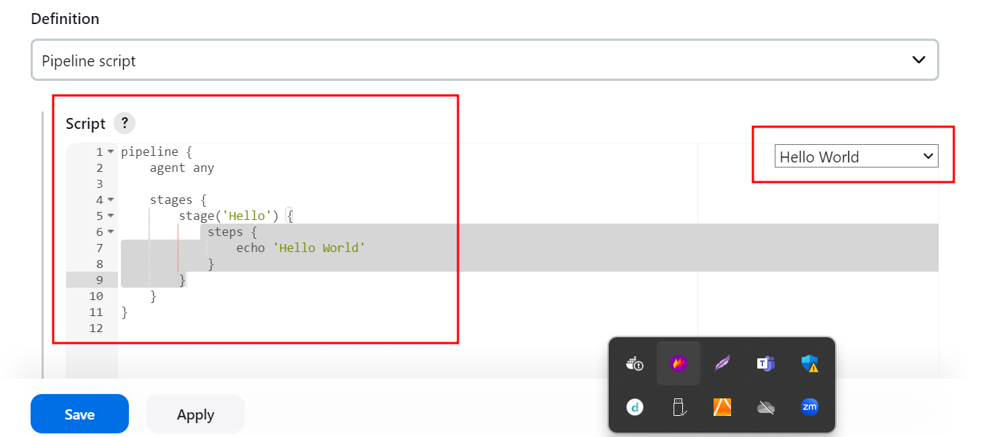 Definition
Pipeline script
Script ?
Hello World
1 pipeline {
2     agent any
3
4     stages {
5         stage('Hello') {
6             steps {
7                 echo 'Hello World'
8             }
9         }
10     }
11 }
12
Save
Apply
T
d
zm